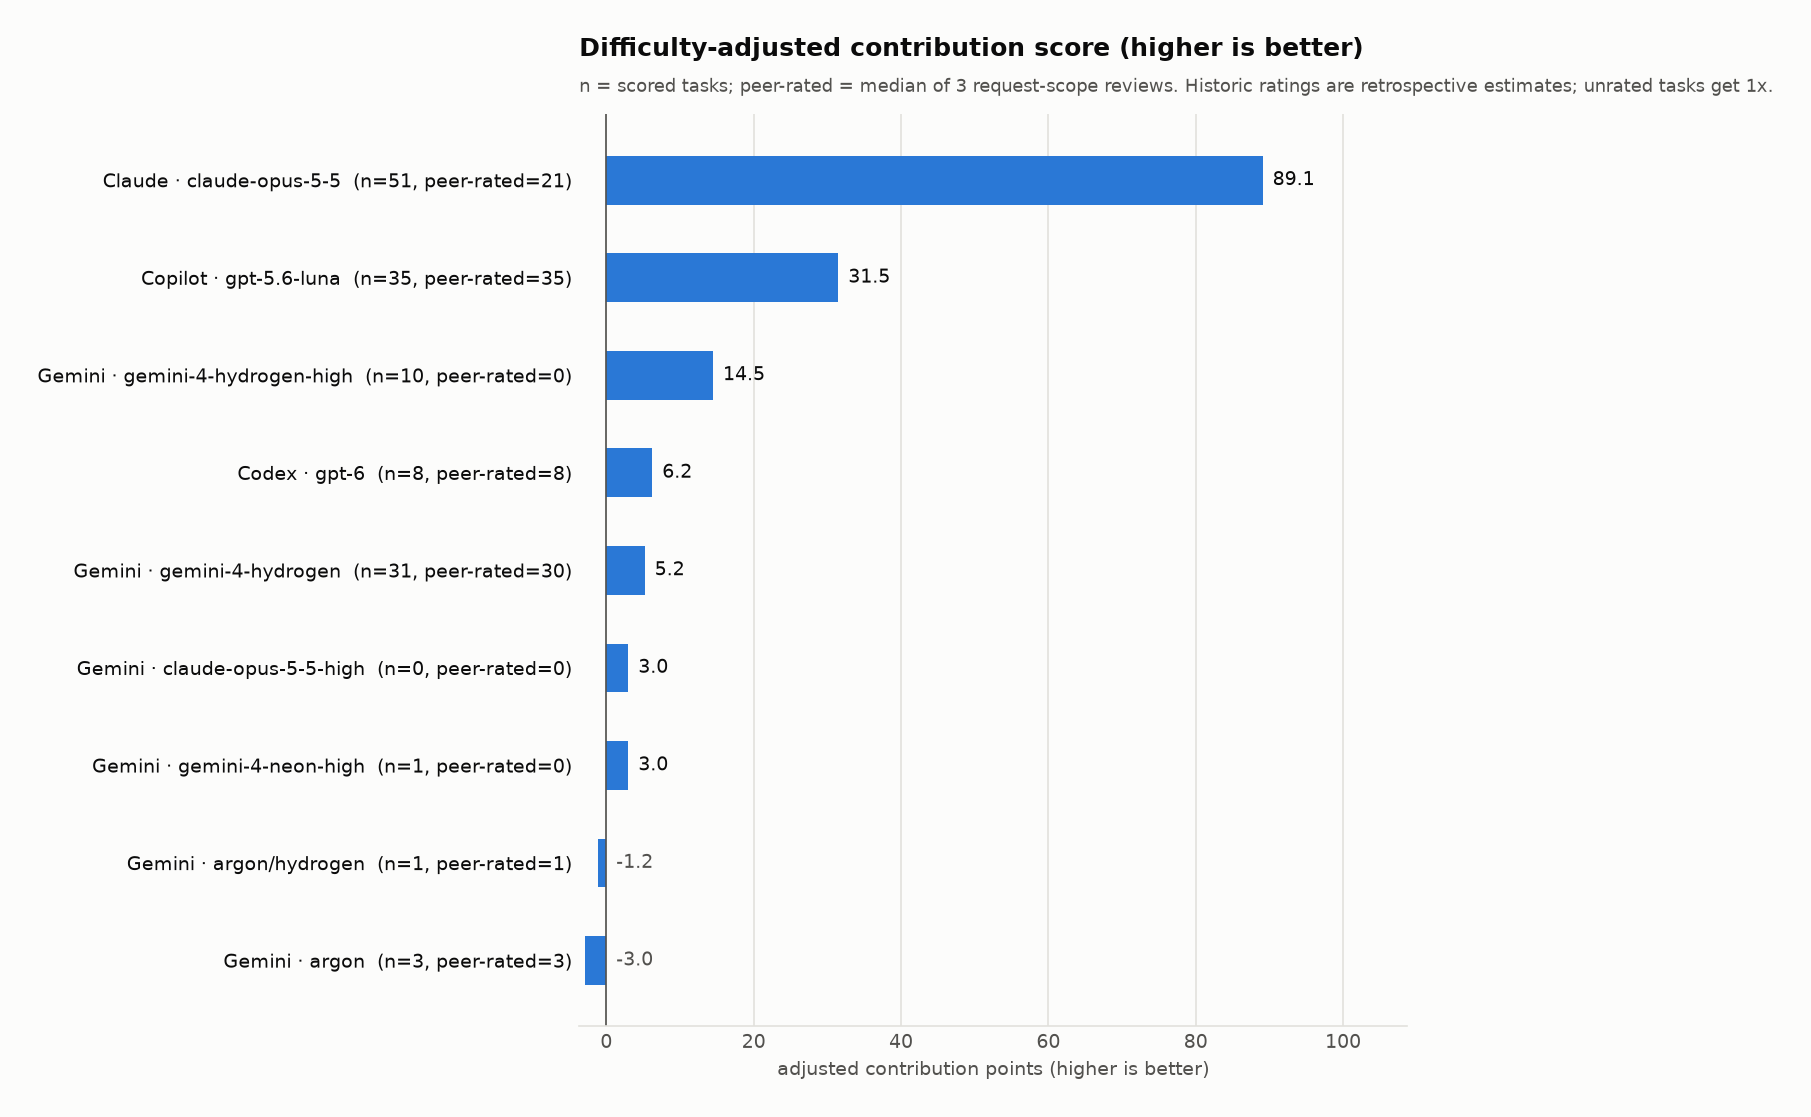 Difficulty-adjusted contribution score (higher is better)
n = scored tasks; peer-rated = median of 3 request-scope reviews. Historic ratings are retrospective estimates; unrated tasks get 1x.
Claude · claude-opus-5-5  (n=51, peer-rated=21)
89.1
Copilot · gpt-5.6-luna  (n=35, peer-rated=35)
31.5
Gemini · gemini-4-hydrogen-high  (n=10, peer-rated=0)
14.5
Codex · gpt-6  (n=8, peer-rated=8)
6.2
Gemini · gemini-4-hydrogen  (n=31, peer-rated=30)
5.2
Gemini · claude-opus-5-5-high  (n=0, peer-rated=0)
3.0
Gemini · gemini-4-neon-high  (n=1, peer-rated=0)
3.0
Gemini · argon/hydrogen  (n=1, peer-rated=1)
-1.2
Gemini · argon  (n=3, peer-rated=3)
-3.0
0 20 40 60 80 100
adjusted contribution points (higher is better)